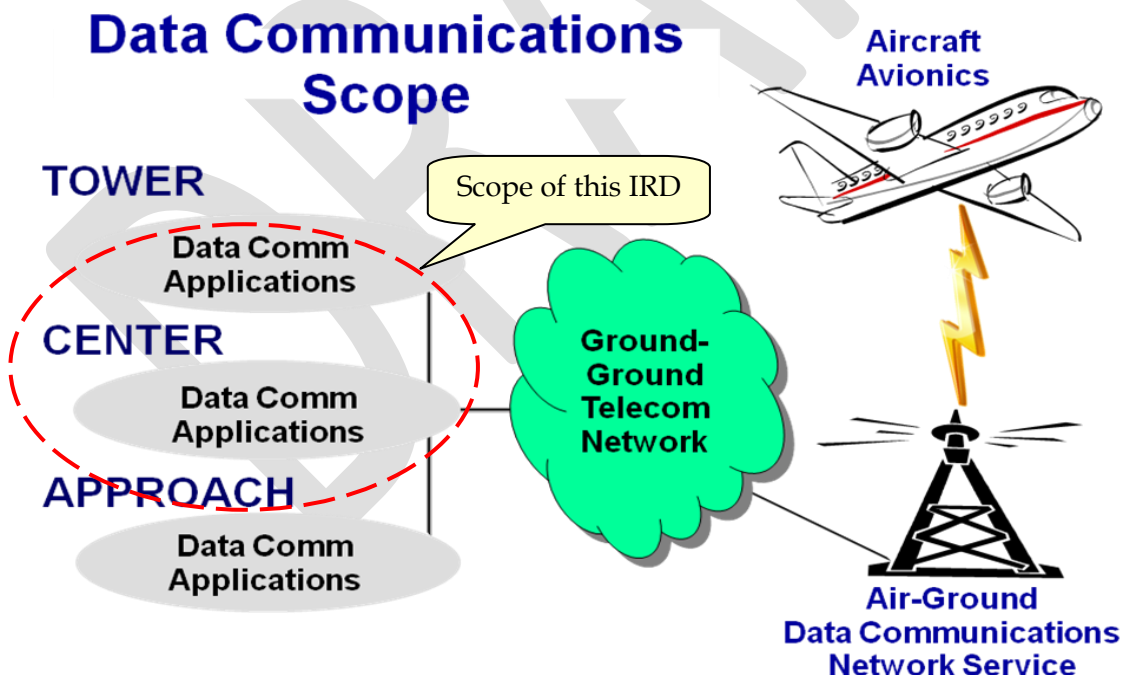 Data Communications
Scope
Aircraft
Avionics
TOWER
Scope of this IRD
Data Comm
Applications
CENTER
Ground-
Ground
Telecom
Network
Data Comm
Applications
APPROACH
Data Comm
Applications
Air-Ground
Data Communications
Network Service